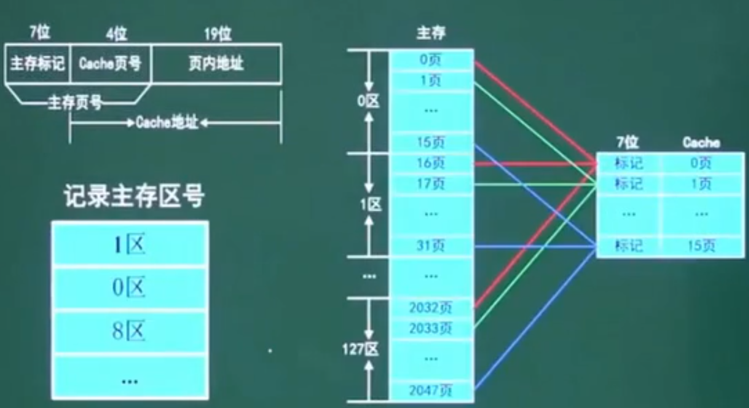 7位 4位 19位
主存标记 Cache页号 页内地址
主存页号
Cache地址
记录主存区号
1区
0区
8区
...
主存
0页
1页
...
15页
16页
17页
...
31页
...
2032页
2033页
...
2047页
0区
1区
...
127区
7位 Cache
标记 0页
标记 1页
... ...
标记 15页